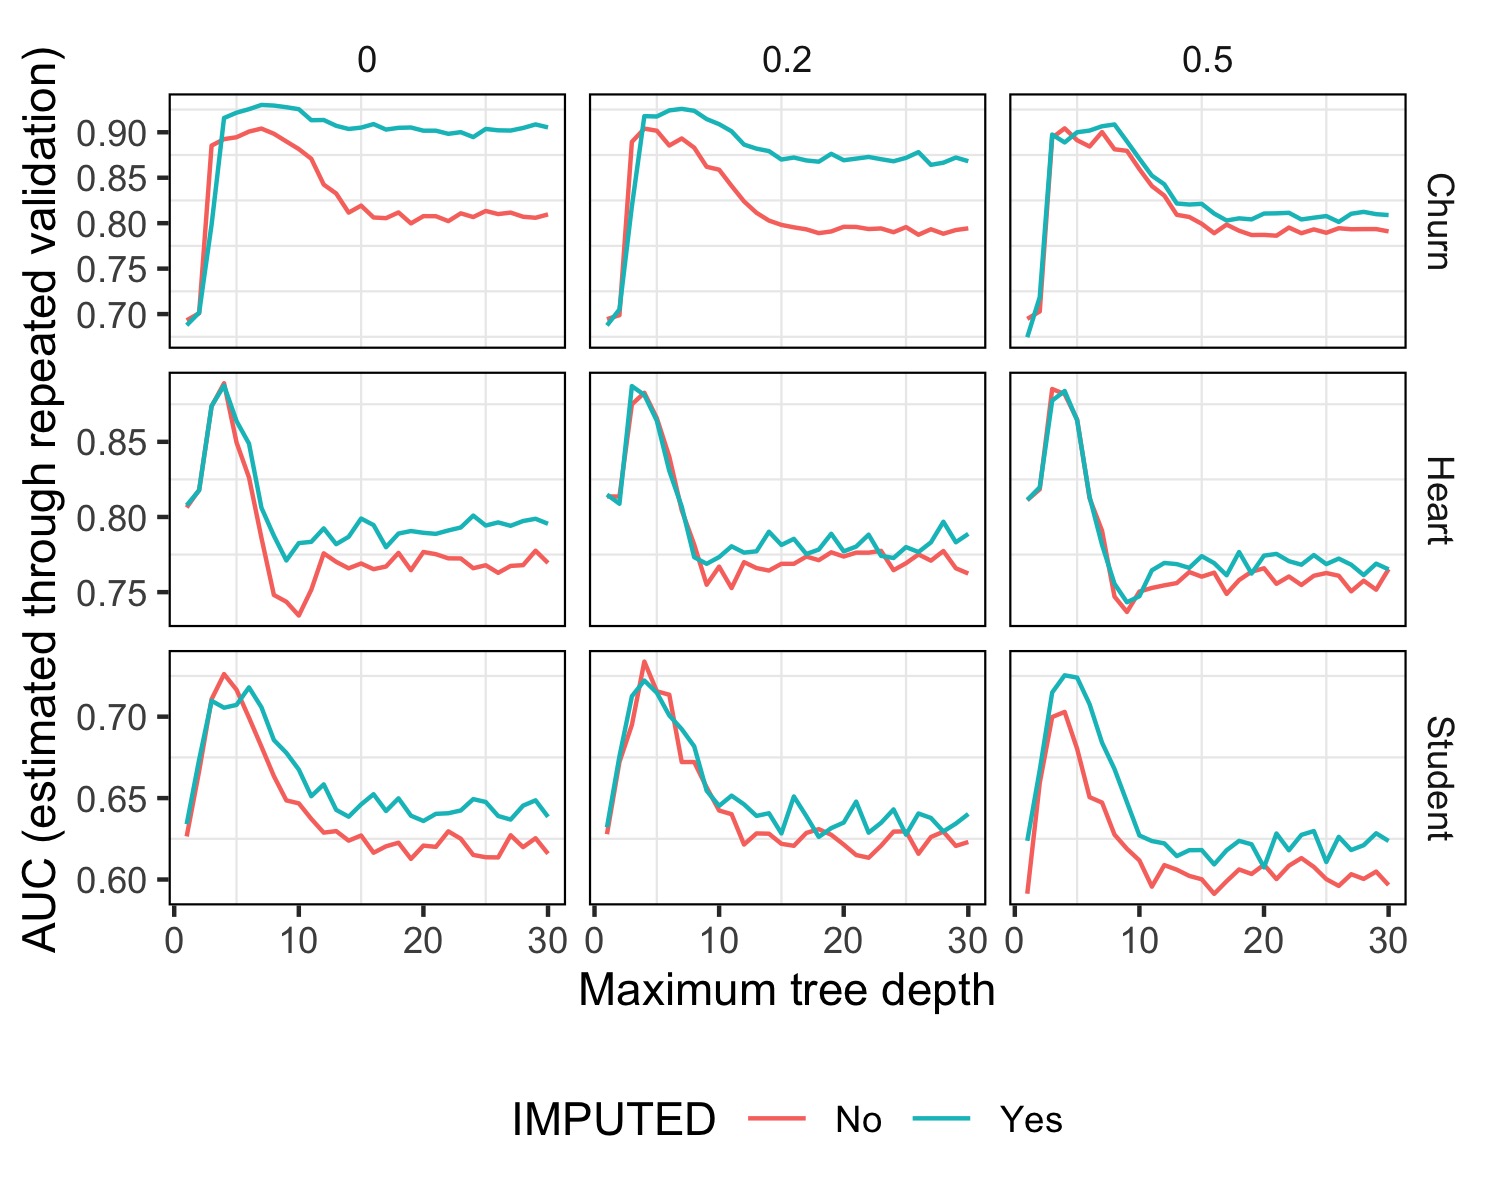 0 0.2 0.5
AUC (estimated through repeated validation)
0.90
0.85
0.80
0.75
0.70
Churn
0.85
0.80
0.75
Heart
0.70
0.65
0.60
Student
0 10 20 30 0 10 20 30 0 10 20 30
Maximum tree depth
IMPUTED No Yes